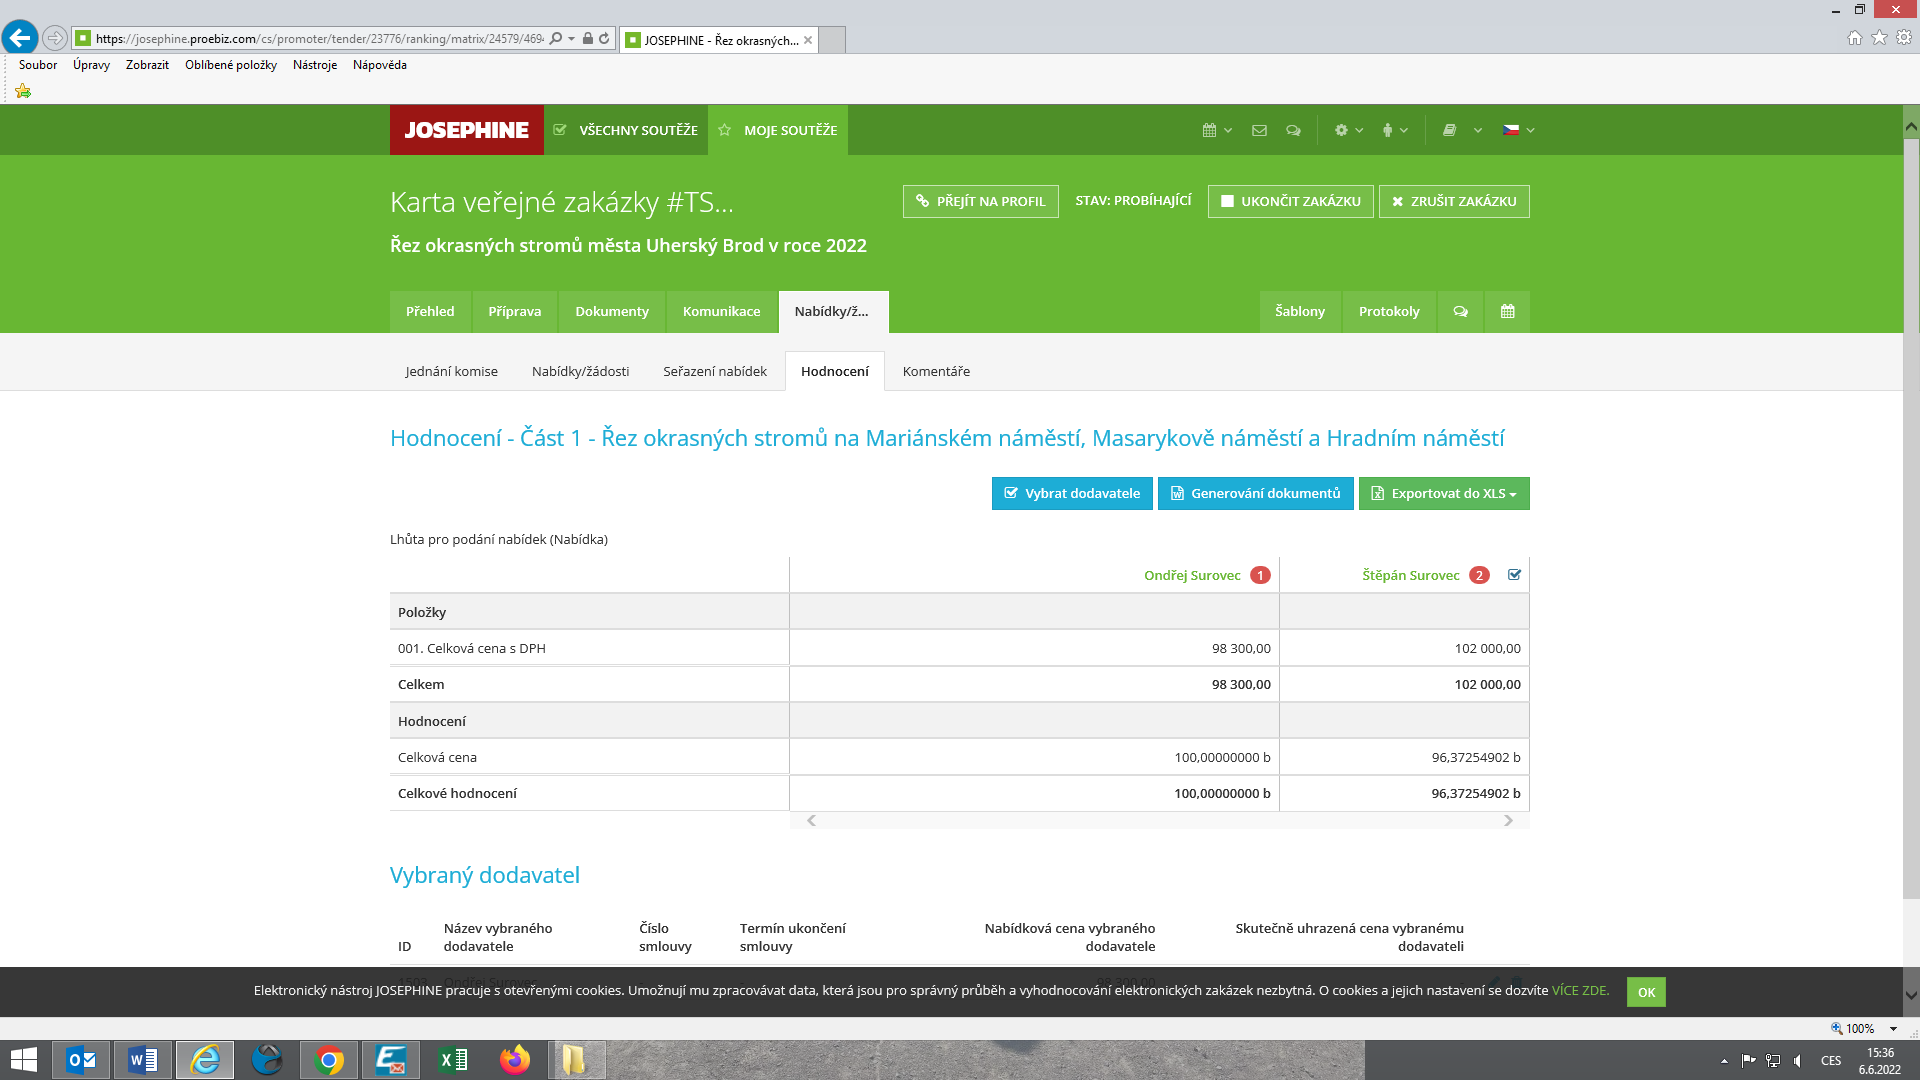 https://josephine.proebiz.com/cs/promoter/tender/23776/ranking/matrix/24579/469
JOSEPHINE - Řez okrasných...
Soubor Úpravy Zobrazit Oblíbené položky Nástroje Nápověda
JOSEPHINE VŠECHNY SOUTĚŽE MOJE SOUTĚŽE
Karta veřejné zakázky #TS...
PŘEJÍT NA PROFIL STAV: PROBÍHAJÍCÍ UKONČIT ZAKÁZKU ZRUŠIT ZAKÁZKU
Řez okrasných stromů města Uherský Brod v roce 2022
Přehled Příprava Dokumenty Komunikace Nabídky/ž... Šablony Protokoly
Jednání komise Nabídky/žádosti Seřazení nabídek Hodnocení Komentáře
Hodnocení - Část 1 - Řez okrasných stromů na Mariánském náměstí, Masarykově náměstí a Hradním náměstí
Vybrat dodavatele Generování dokumentů Exportovat do XLS
Lhůta pro podání nabídek (Nabídka)
Ondřej Surovec 1 Štěpán Surovec 2
Položky
001. Celková cena s DPH 98 300,00 102 000,00
Celkem 98 300,00 102 000,00
Hodnocení
Celková cena 100,00000000 b 96,37254902 b
Celkové hodnocení 100,00000000 b 96,37254902 b
Vybraný dodavatel
ID Název vybraného dodavatele Číslo smlouvy Termín ukončení smlouvy Nabídková cena vybraného dodavatele Skutečně uhrazená cena vybranému dodavateli
Elektronický nástroj JOSEPHINE pracuje s otevřenými cookies. Umožňují mu zpracovávat data, která jsou pro správný průběh a vyhodnocování elektronických zakázek nezbytná. O cookies a jejich nastavení se dozvíte VÍCE ZDE. OK
100%
CES 15:36
6.6.2022